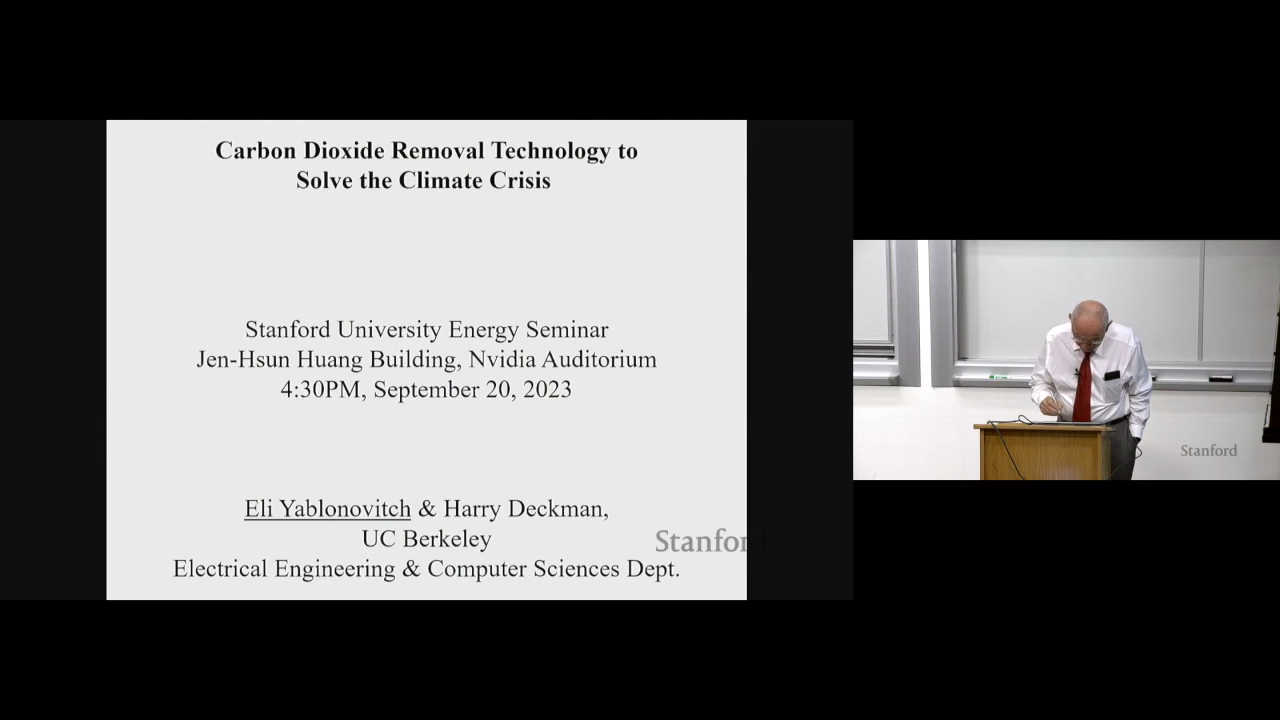 Carbon Dioxide Removal Technology to
Solve the Climate Crisis
Stanford University Energy Seminar
Jen-Hsun Huang Building, Nvidia Auditorium
4:30PM, September 20, 2023
Eli Yablonovitch & Harry Deckman,
UC Berkeley
Electrical Engineering & Computer Sciences Dept.
Stanford
Stanford